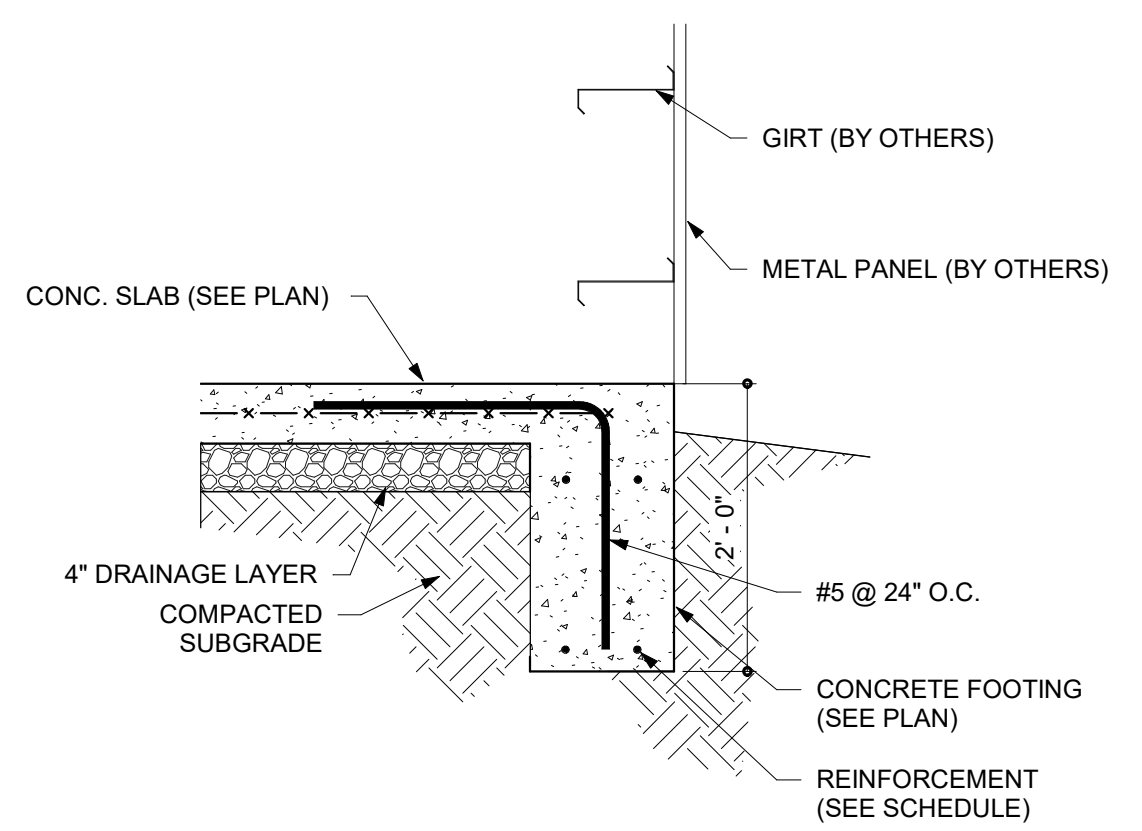 GIRT (BY OTHERS)
METAL PANEL (BY OTHERS)
CONC. SLAB (SEE PLAN)
2' - 0"
4" DRAINAGE LAYER
COMPACTED
SUBGRADE
#5 @ 24" O.C.
CONCRETE FOOTING
(SEE PLAN)
REINFORCEMENT
(SEE SCHEDULE)